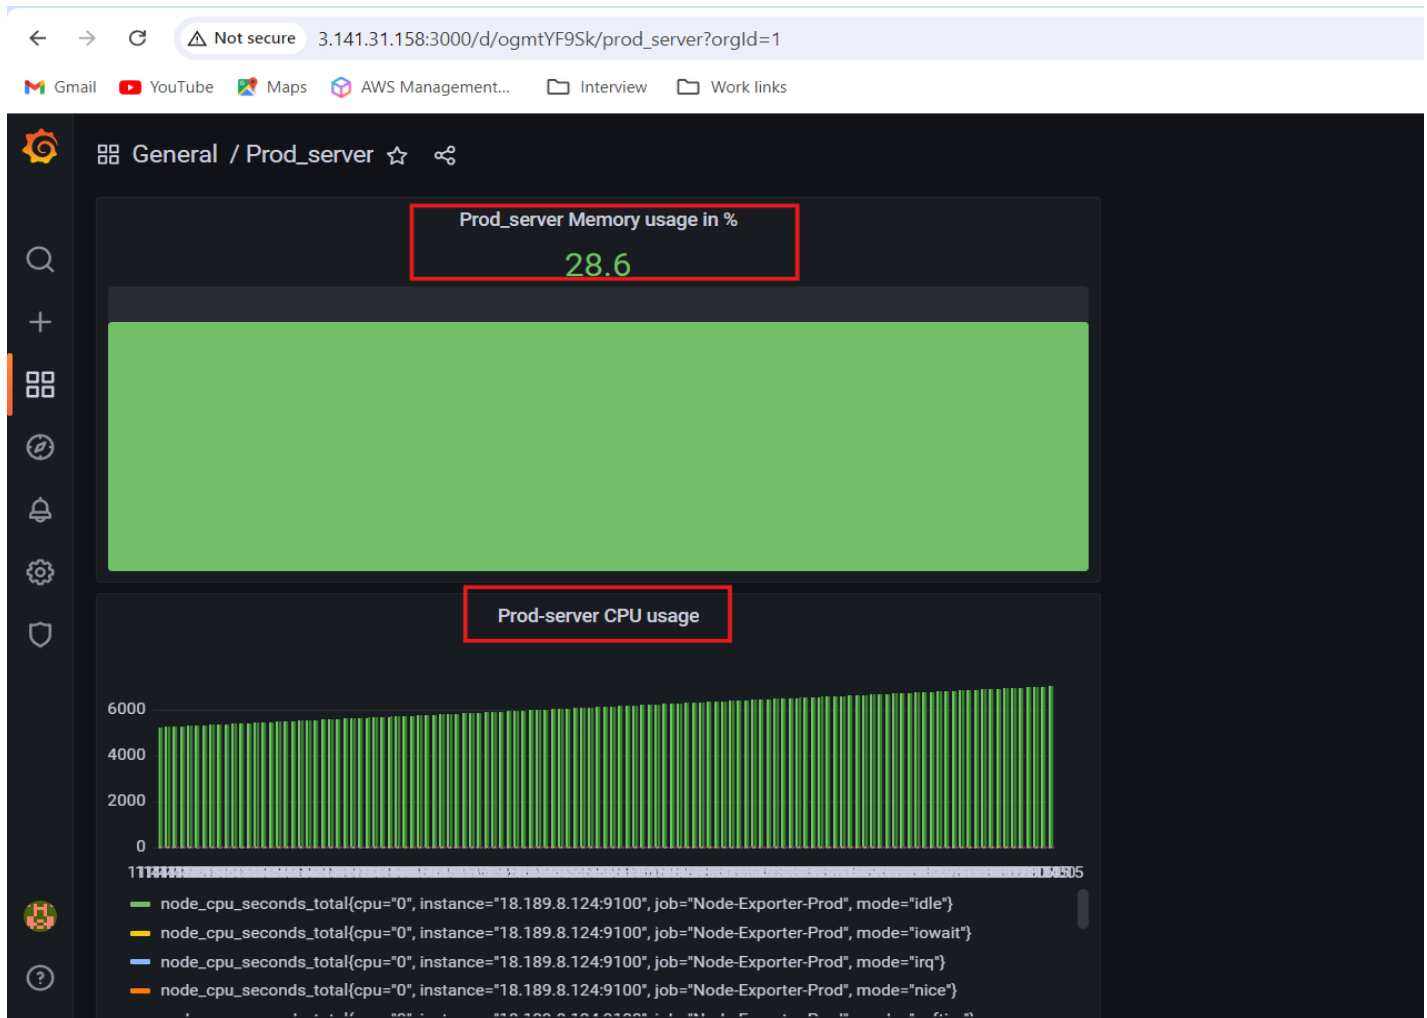 Not secure 3.141.31.158:3000/d/ogmtYF9Sk/prod_server?orgId=1
Gmail YouTube Maps AWS Management... Interview Work links
General / Prod_server
Prod_server Memory usage in %
28.6
Prod-server CPU usage
6000
4000
2000
0
node_cpu_seconds_total{cpu="0", instance="18.189.8.124:9100", job="Node-Exporter-Prod", mode="idle"}
node_cpu_seconds_total{cpu="0", instance="18.189.8.124:9100", job="Node-Exporter-Prod", mode="iowait"}
node_cpu_seconds_total{cpu="0", instance="18.189.8.124:9100", job="Node-Exporter-Prod", mode="irq"}
node_cpu_seconds_total{cpu="0", instance="18.189.8.124:9100", job="Node-Exporter-Prod", mode="nice"}